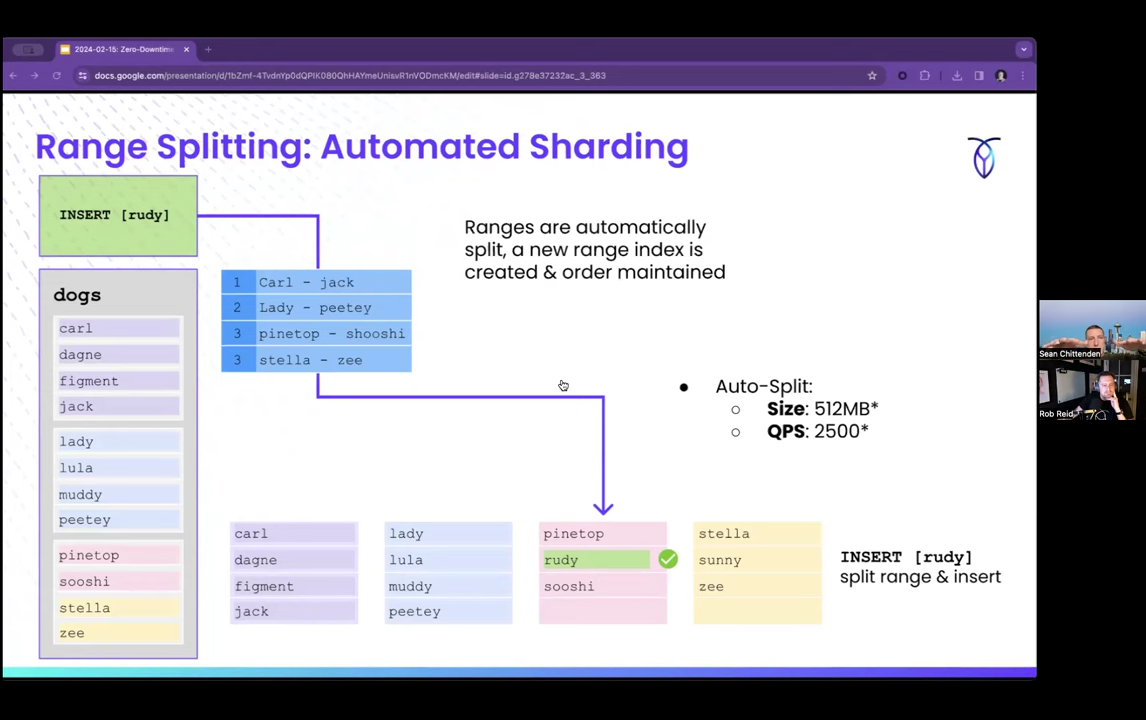 2024-02-15: Zero-Downtim
docs.google.com/presentation/d/1bZmf-4TvdnYp0dQPIK080QhHAYmeUnisvR1nVODmcKM/edit#slide=id.g278e37232ac_3_363
Range Splitting: Automated Sharding
INSERT [rudy]
Ranges are automatically
split, a new range index is
created & order maintained
1 Carl - jack
2 Lady - peetey
3 pinetop - shooshi
3 stella - zee
dogs
carl
dagne
figment
jack
lady
lula
muddy
peetey
pinetop
sooshi
stella
zee
Auto-Split:
Size: 512MB*
QPS: 2500*
carl
dagne
figment
jack
lady
lula
muddy
peetey
pinetop
rudy
sooshi
stella
sunny
zee
INSERT [rudy]
split range & insert
Sean Chittenden
Rob Reid